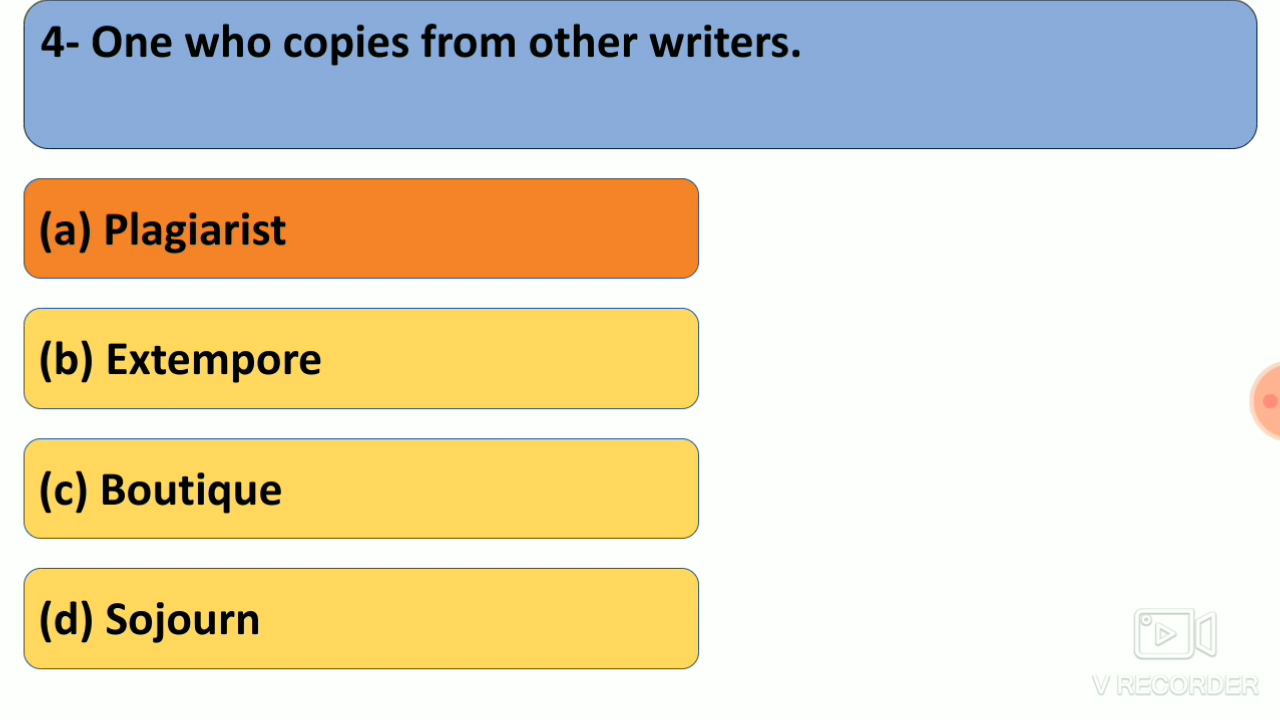 4- One who copies from other writers.
(a) Plagiarist
(b) Extempore
(c) Boutique
(d) Sojourn
V RECORDER